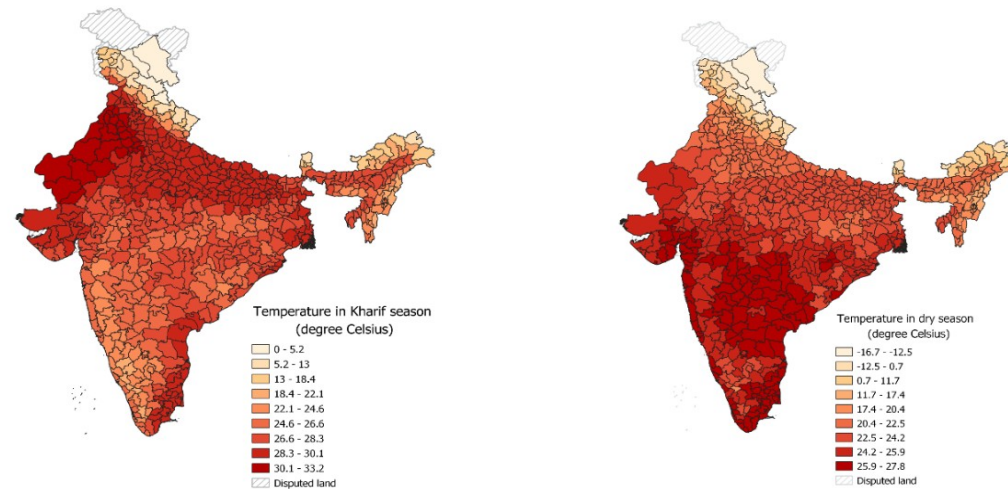 Temperature in Kharif season
(degree Celsius)
0 - 5.2
5.2 - 13
13 - 18.4
18.4 - 22.1
22.1 - 24.6
24.6 - 26.6
26.6 - 28.3
28.3 - 30.1
30.1 - 33.2
Disputed land
Temperature in dry season
(degree Celsius)
-16.7 - -12.5
-12.5 - 0.7
0.7 - 11.7
11.7 - 17.4
17.4 - 20.4
20.4 - 22.5
22.5 - 24.2
24.2 - 25.9
25.9 - 27.8
Disputed land